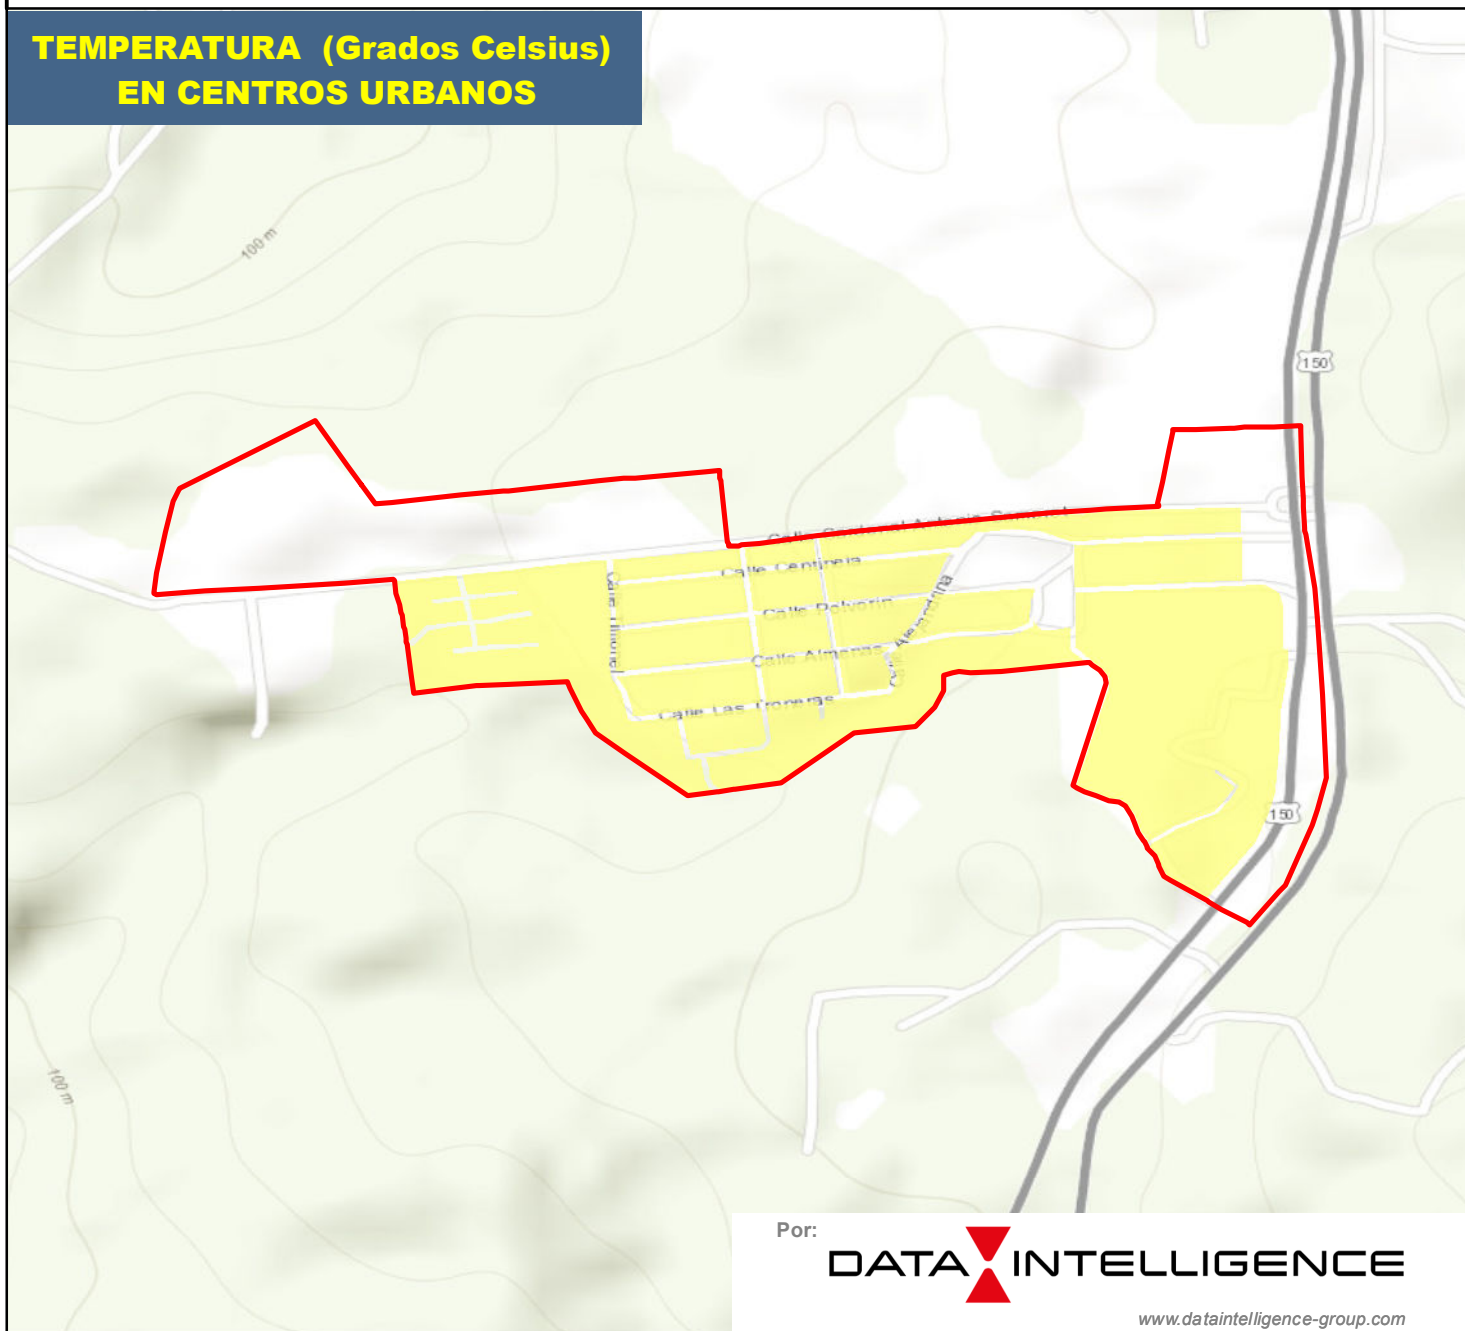 TEMPERATURA (Grados Celsius)
EN CENTROS URBANOS
100 m
150
Calle Centinela
Calle Polvorin
Calle Almenas
Calle Las Troneras
150
100 m
Por:
DATA INTELLIGENCE
www.dataintelligence-group.com